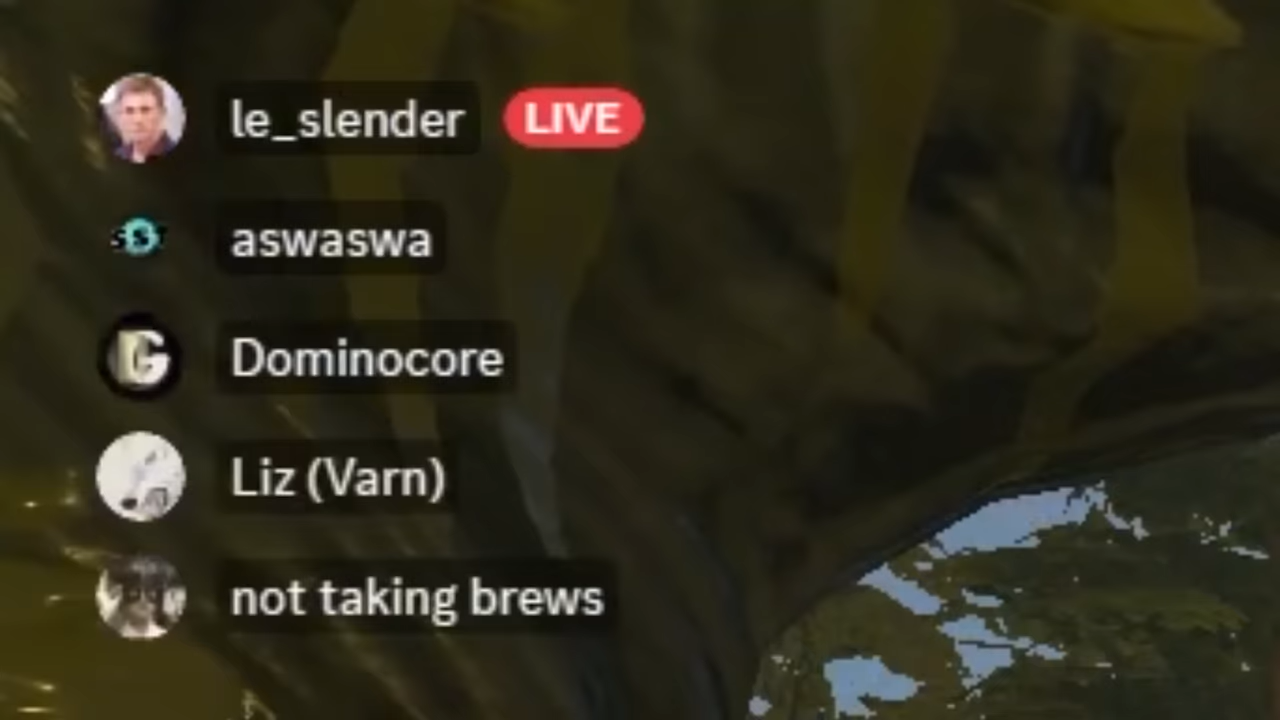 le_slender LIVE
aswaswa
Dominocore
Liz (Varn)
not taking brews